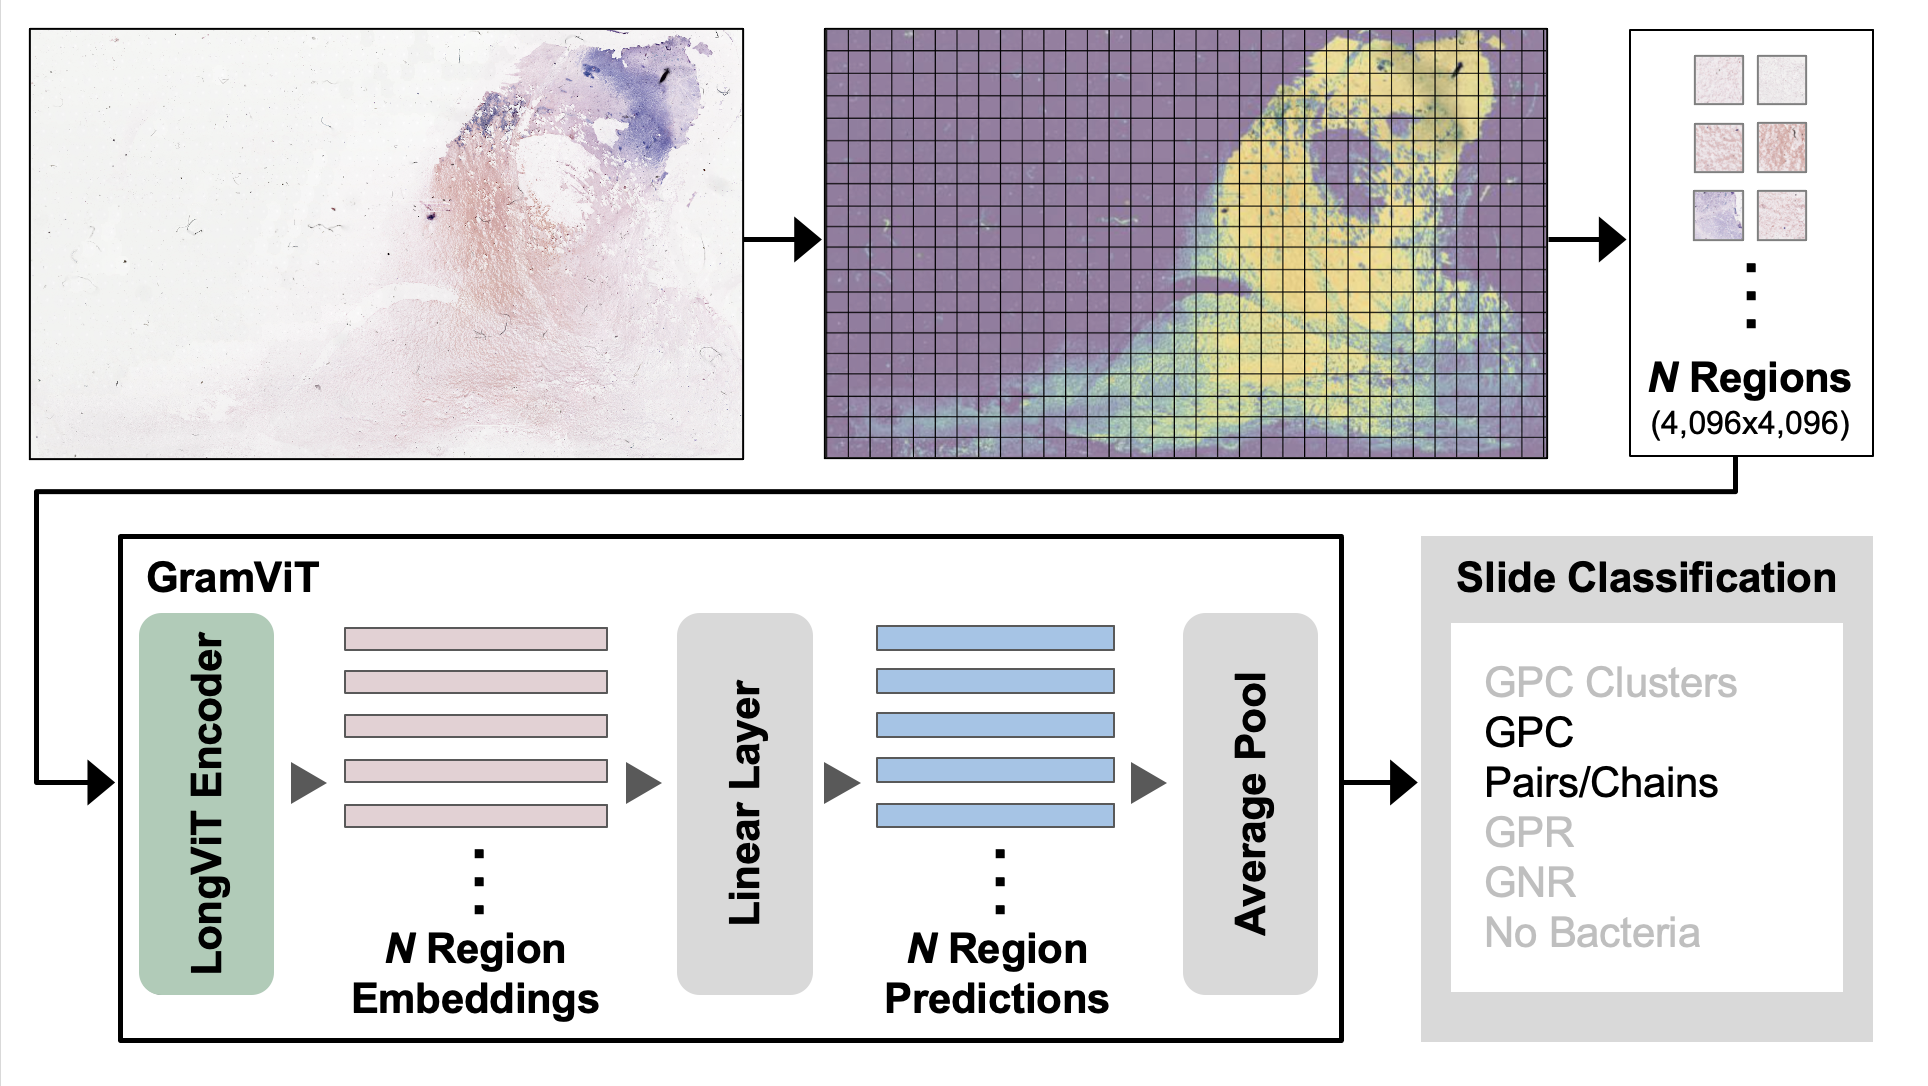 N Regions
(4,096x4,096)
GramViT
LongViT Encoder
N Region
Embeddings
Linear Layer
N Region
Predictions
Average Pool
Slide Classification
GPC Clusters
GPC
Pairs/Chains
GPR
GNR
No Bacteria